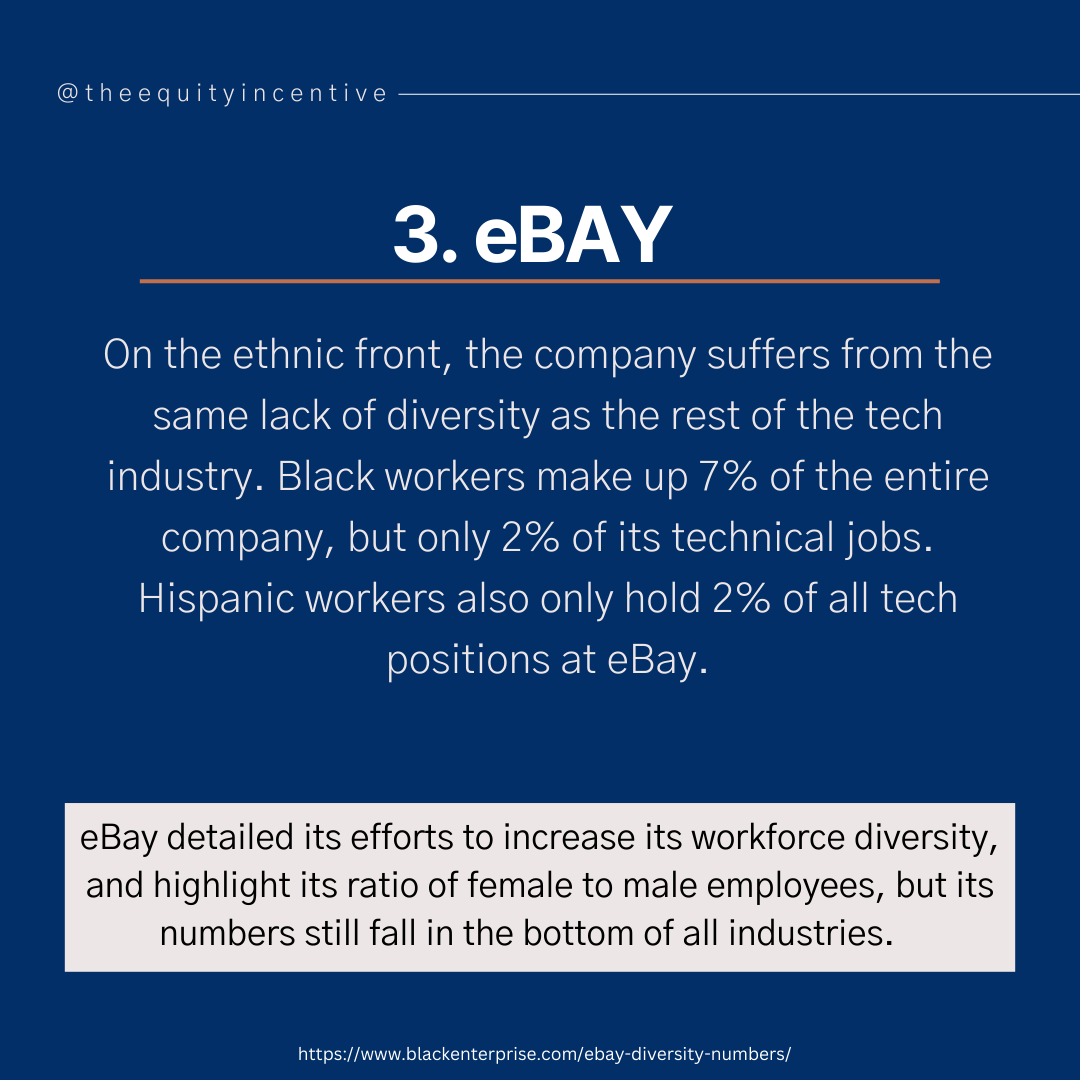 @theequityincentive
3. eBAY
On the ethnic front, the company suffers from the
same lack of diversity as the rest of the tech
industry. Black workers make up 7% of the entire
company, but only 2% of its technical jobs.
Hispanic workers also only hold 2% of all tech
positions at eBay.
eBay detailed its efforts to increase its workforce diversity,
and highlight its ratio of female to male employees, but its
numbers still fall in the bottom of all industries.
https://www.blackenterprise.com/ebay-diversity-numbers/